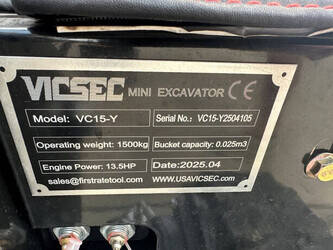 VICSEC MINI EXCAVATOR CE
Model: VC15-Y Serial No.: VC15-Y2504105
Operating weight: 1500kg Bucket capacity: 0.025m3
Engine Power: 13.5HP Date:2025.04
sales@firstratetool.com WWW.USAVICSEC.COM